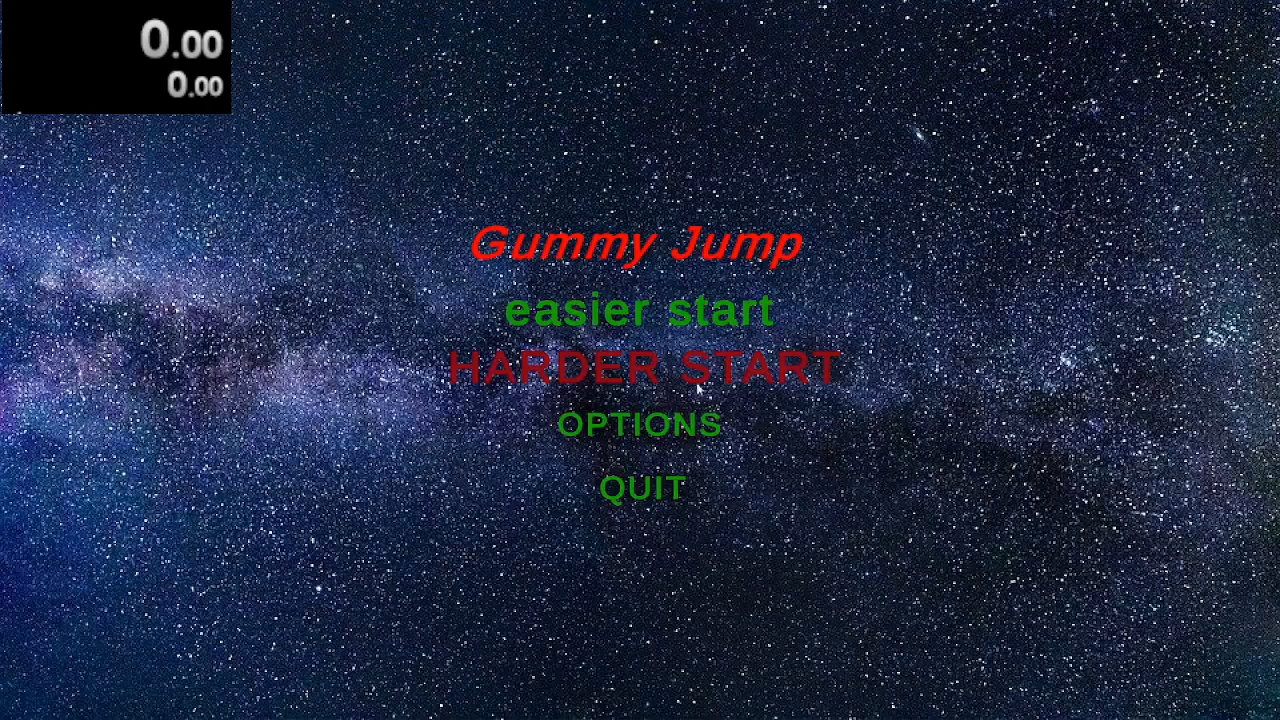 0.00
0.00
Gummy Jump
easier start
HARDER START
OPTIONS
QUIT